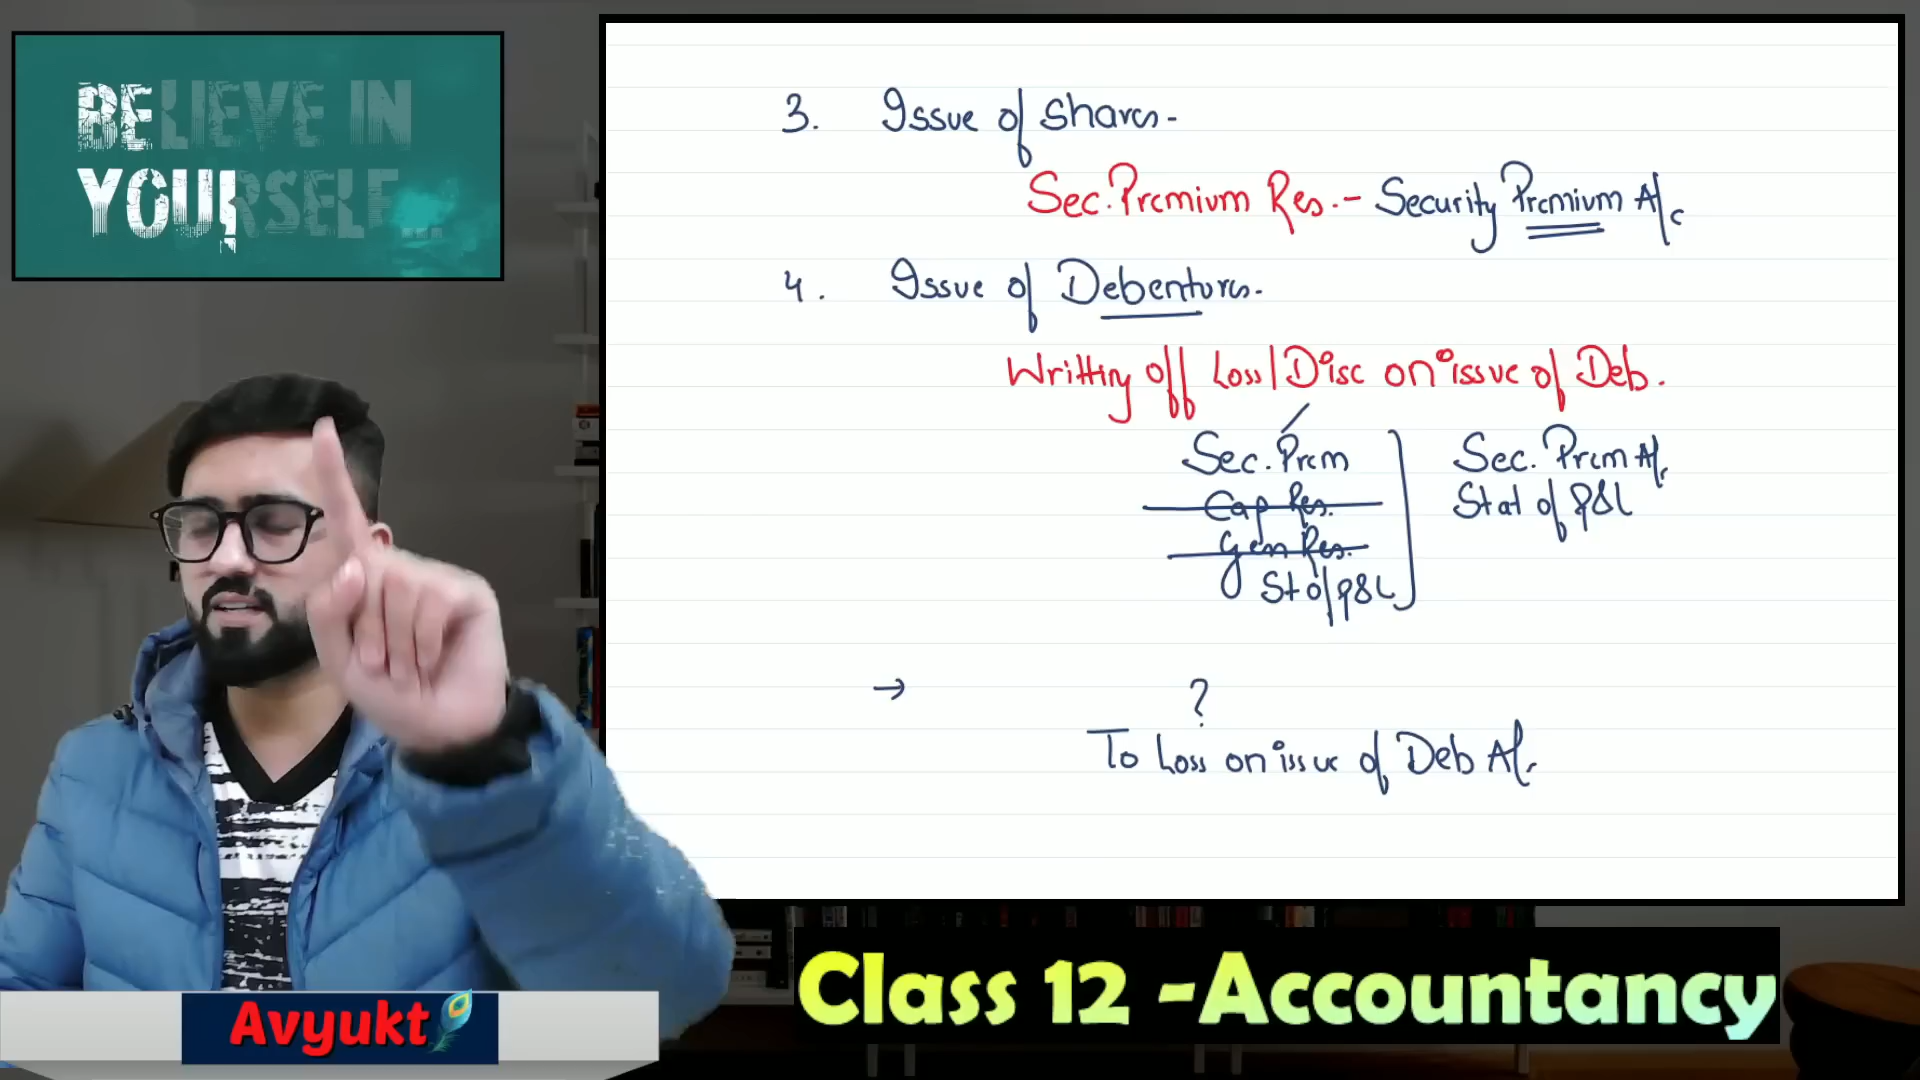 BELIEVE IN
YOURSELF...
3. Issue of Shares.-
Sec. Premium Res.- Security Premium A/c
4. Issue of Debentures.
Writting off Loss/Disc on issue of Deb.
Sec. Prem
Cap Res.
Gen Res.
St of P&L
Sec. Prem A/c
Stat of P&L
→ ?
To Loss on issue of Deb A/c
Avyukt
Class 12 -Accountancy